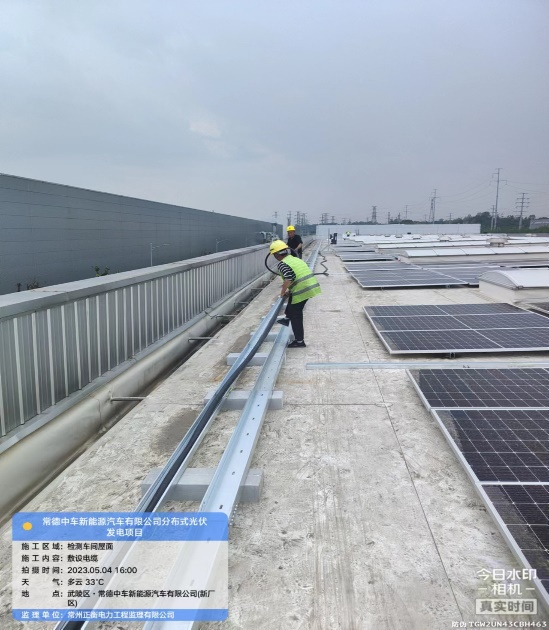 常德中车新能源汽车有限公司分布式光伏
发电项目
施工区域：检测车间屋面
施工内容：敷设电缆
拍摄时间：2023.05.04 16:00
天　　气：多云 33℃
地　　点：武陵区·常德中车新能源汽车有限公司(新厂
区)
监理单位：常州正衡电力工程监理有限公司
今日水印
相机
真实时间
防伪 TGW2UN43CBH463